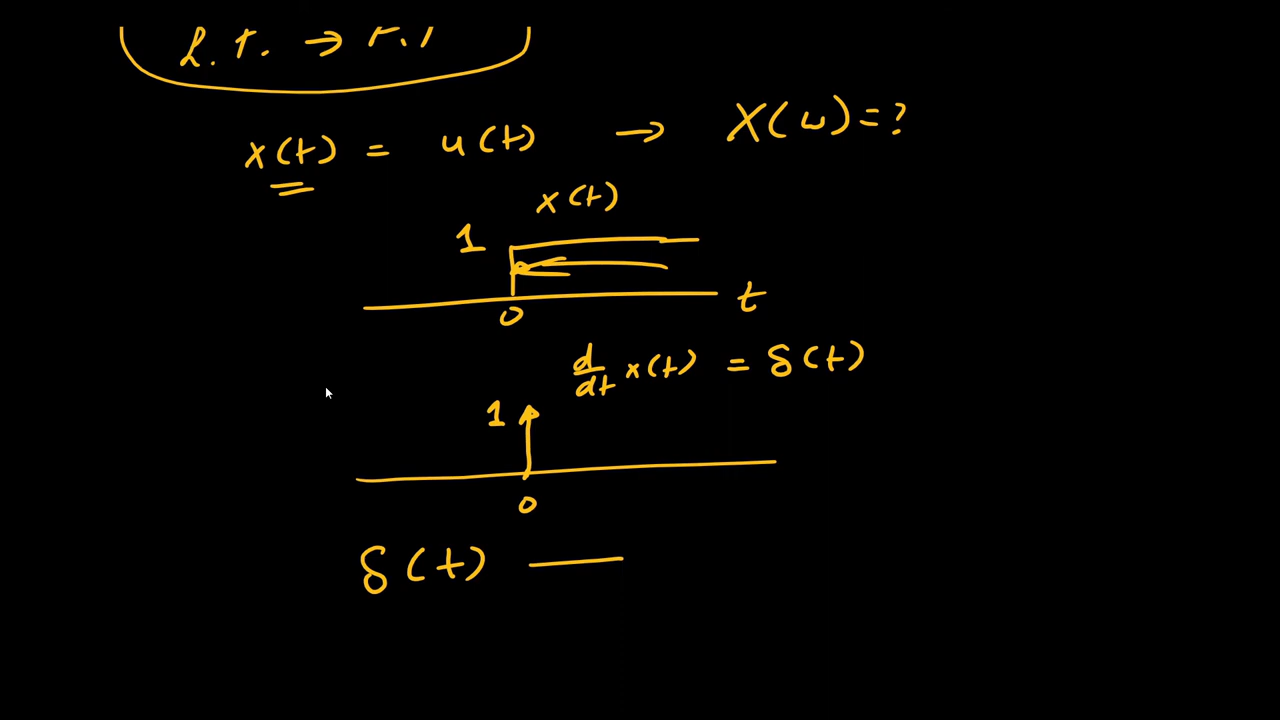 L.T. → F.T
x(t) = u(t) → X(ω) = ?
x(t)
1
0 t
d/dt x(t) = δ(t)
1
0
δ(t) —